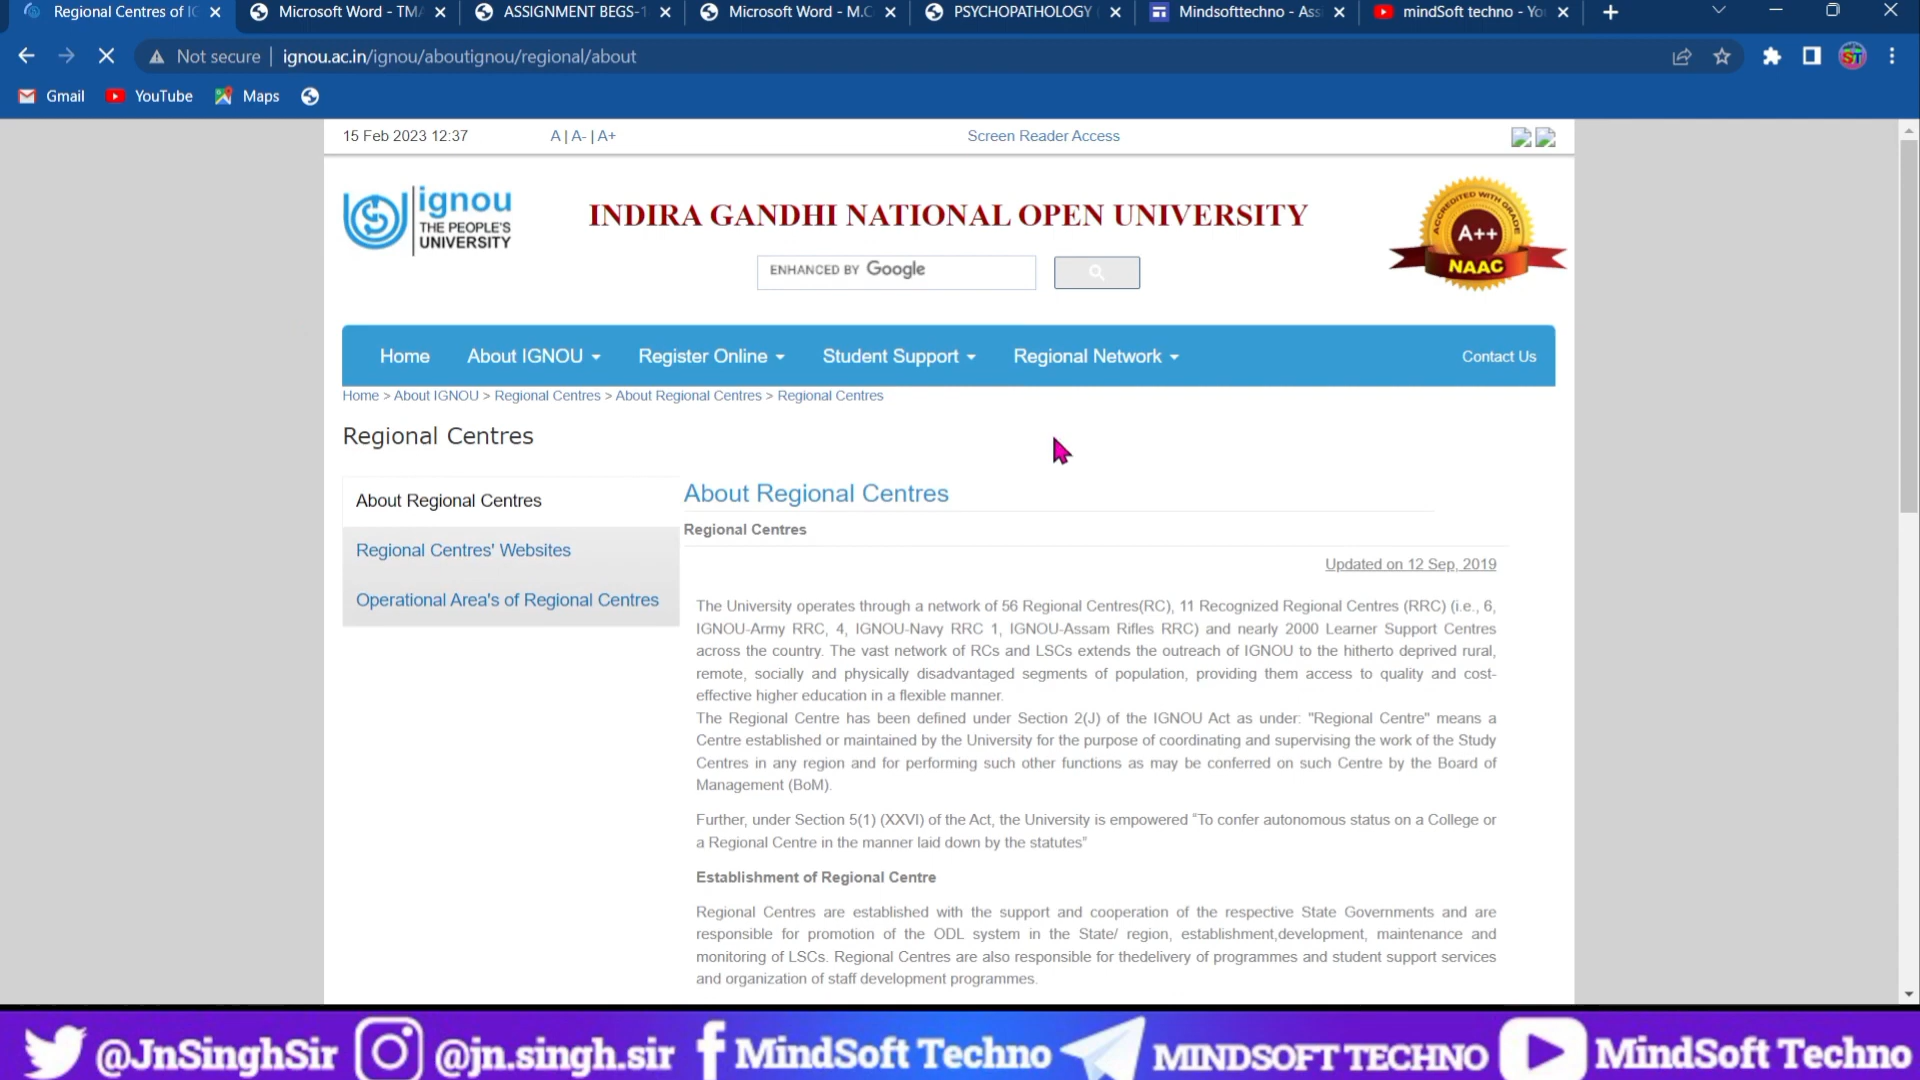 Regional Centres of IG
Microsoft Word - TMA
ASSIGNMENT BEGS-1
Microsoft Word - M.C
PSYCHOPATHOLOGY (
Mindsofttechno - Ass
mindSoft techno - Yo
Not secure | ignou.ac.in/ignou/aboutignou/regional/about
ST
Gmail YouTube Maps
15 Feb 2023 12:37 A | A- | A+ Screen Reader Access
ignou
THE PEOPLE'S
UNIVERSITY
INDIRA GANDHI NATIONAL OPEN UNIVERSITY
ENHANCED BY Google
ACCREDITED WITH GRADE
A++
NAAC
Home About IGNOU Register Online Student Support Regional Network Contact Us
Home > About IGNOU > Regional Centres > About Regional Centres > Regional Centres
Regional Centres
About Regional Centres
Regional Centres' Websites
Operational Area's of Regional Centres
About Regional Centres
Regional Centres
Updated on 12 Sep, 2019
The University operates through a network of 56 Regional Centres(RC), 11 Recognized Regional Centres (RRC) (i.e., 6,
IGNOU-Army RRC, 4, IGNOU-Navy RRC 1, IGNOU-Assam Rifles RRC) and nearly 2000 Learner Support Centres
across the country. The vast network of RCs and LSCs extends the outreach of IGNOU to the hitherto deprived rural,
remote, socially and physically disadvantaged segments of population, providing them access to quality and cost-
effective higher education in a flexible manner.
The Regional Centre has been defined under Section 2(J) of the IGNOU Act as under: "Regional Centre" means a
Centre established or maintained by the University for the purpose of coordinating and supervising the work of the Study
Centres in any region and for performing such other functions as may be conferred on such Centre by the Board of
Management (BoM).
Further, under Section 5(1) (XXVI) of the Act, the University is empowered “To confer autonomous status on a College or
a Regional Centre in the manner laid down by the statutes”
Establishment of Regional Centre
Regional Centres are established with the support and cooperation of the respective State Governments and are
responsible for promotion of the ODL system in the State/ region, establishment,development, maintenance and
monitoring of LSCs. Regional Centres are also responsible for thedelivery of programmes and student support services
and organization of staff development programmes.
@JnSinghSir @jn.singh.sir MindSoft Techno MINDSOFT TECHNO MindSoft Techno